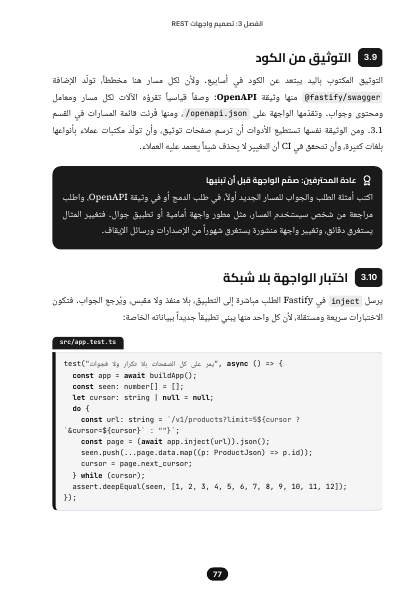 الفصل 3: تصميم واجهات REST
3.9 التوثيق من الكود
التوثيق المكتوب باليد يبتعد عن الكود في أسابيع. ولأن لكل مسار هنا مخططاً، تولّد الإضافة
@fastify/swagger منها وثيقة OpenAPI: وصفاً قياسياً تقرؤه الآلات لكل مسار ومعامل
ومحتوى وجواب. وتقدّمها الواجهة على /openapi.json، ومنها قرئت قائمة المسارات في القسم
3.1. ومن الوثيقة نفسها تستطيع الأدوات أن ترسم صفحات توثيق، وأن تولّد مكتبات عملاء بأنواعها
بلغات كثيرة، وأن تتحقق في CI أن التغيير لا يحذف شيئاً يعتمد عليه العملاء.
عادة المحترفين: صمّم الواجهة قبل أن تبنيها
اكتب أمثلة الطلب والجواب للمسار الجديد أولاً، في طلب الدمج أو في وثيقة OpenAPI، واطلب
مراجعة من شخص سيستخدم المسار، مثل مطور واجهة أمامية أو تطبيق جوال. فتغيير المثال
يستغرق دقائق، وتغيير واجهة منشورة يستغرق شهوراً من الإصدارات ورسائل الإيقاف.
3.10 اختبار الواجهة بلا شبكة
يرسل inject في Fastify الطلب مباشرة إلى التطبيق، بلا منفذ ولا مقبس، ويُرجع الجواب. فتكون
الاختبارات سريعة ومستقلة، لأن كل واحد منها يبني تطبيقاً جديداً ببياناته الخاصة:
src/app.test.ts
test("يمر على كل الصفحات بلا تكرار ولا فجوات", async () => {
const app = await buildApp();
const seen: number[] = [];
let cursor: string | null = null;
do {
const url: string = `/v1/products?limit=5${cursor ?
`&cursor=${cursor}` : ""}`;
const page = (await app.inject(url)).json();
seen.push(...page.data.map((p: ProductJson) => p.id));
cursor = page.next_cursor;
} while (cursor);
assert.deepEqual(seen, [1, 2, 3, 4, 5, 6, 7, 8, 9, 10, 11, 12]);
});
77